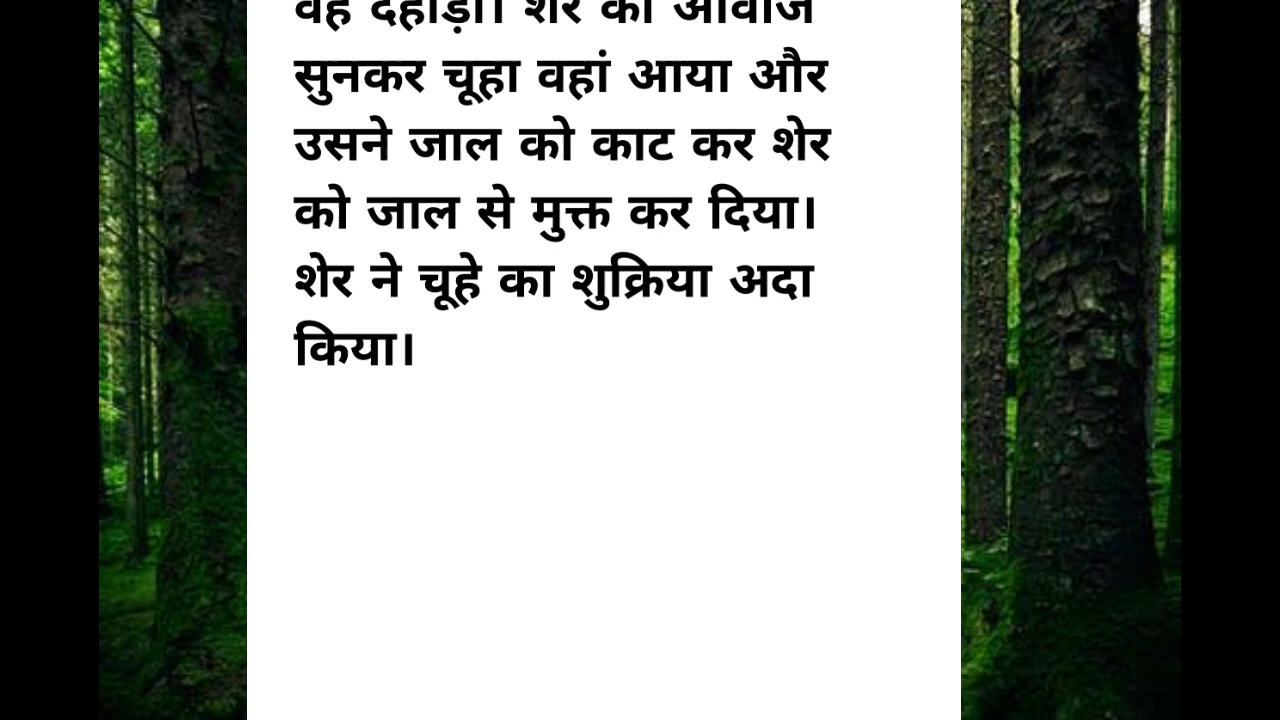 वह दहाड़ा। शेर की आवाज
सुनकर चूहा वहां आया और
उसने जाल को काट कर शेर
को जाल से मुक्त कर दिया।
शेर ने चूहे का शुक्रिया अदा
किया।